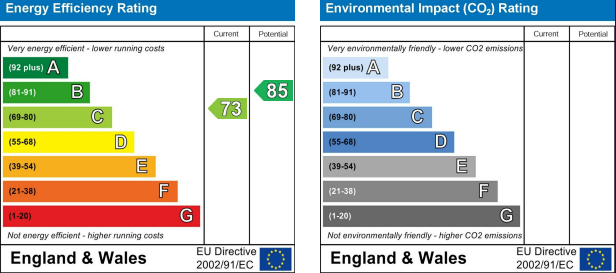 Energy Efficiency Rating
Current
Potential
Very energy efficient - lower running costs
(92 plus) A
(81-91) B
(69-80) C
(55-68) D
(39-54) E
(21-38) F
(1-20) G
73
85
Not energy efficient - higher running costs
England & Wales
EU Directive
2002/91/EC
Environmental Impact (CO2) Rating
Current
Potential
Very environmentally friendly - lower CO2 emissions
(92 plus) A
(81-91) B
(69-80) C
(55-68) D
(39-54) E
(21-38) F
(1-20) G
Not environmentally friendly - higher CO2 emissions
England & Wales
EU Directive
2002/91/EC